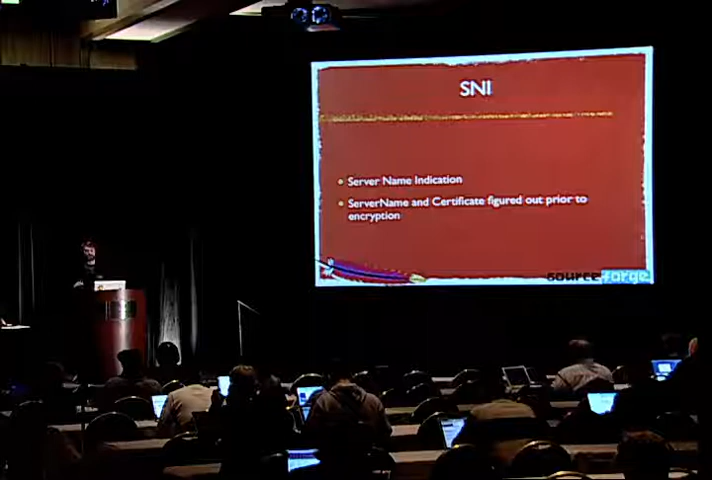 SNI
• Server Name Indication
• ServerName and Certificate figured out prior to
encryption
sourceforge